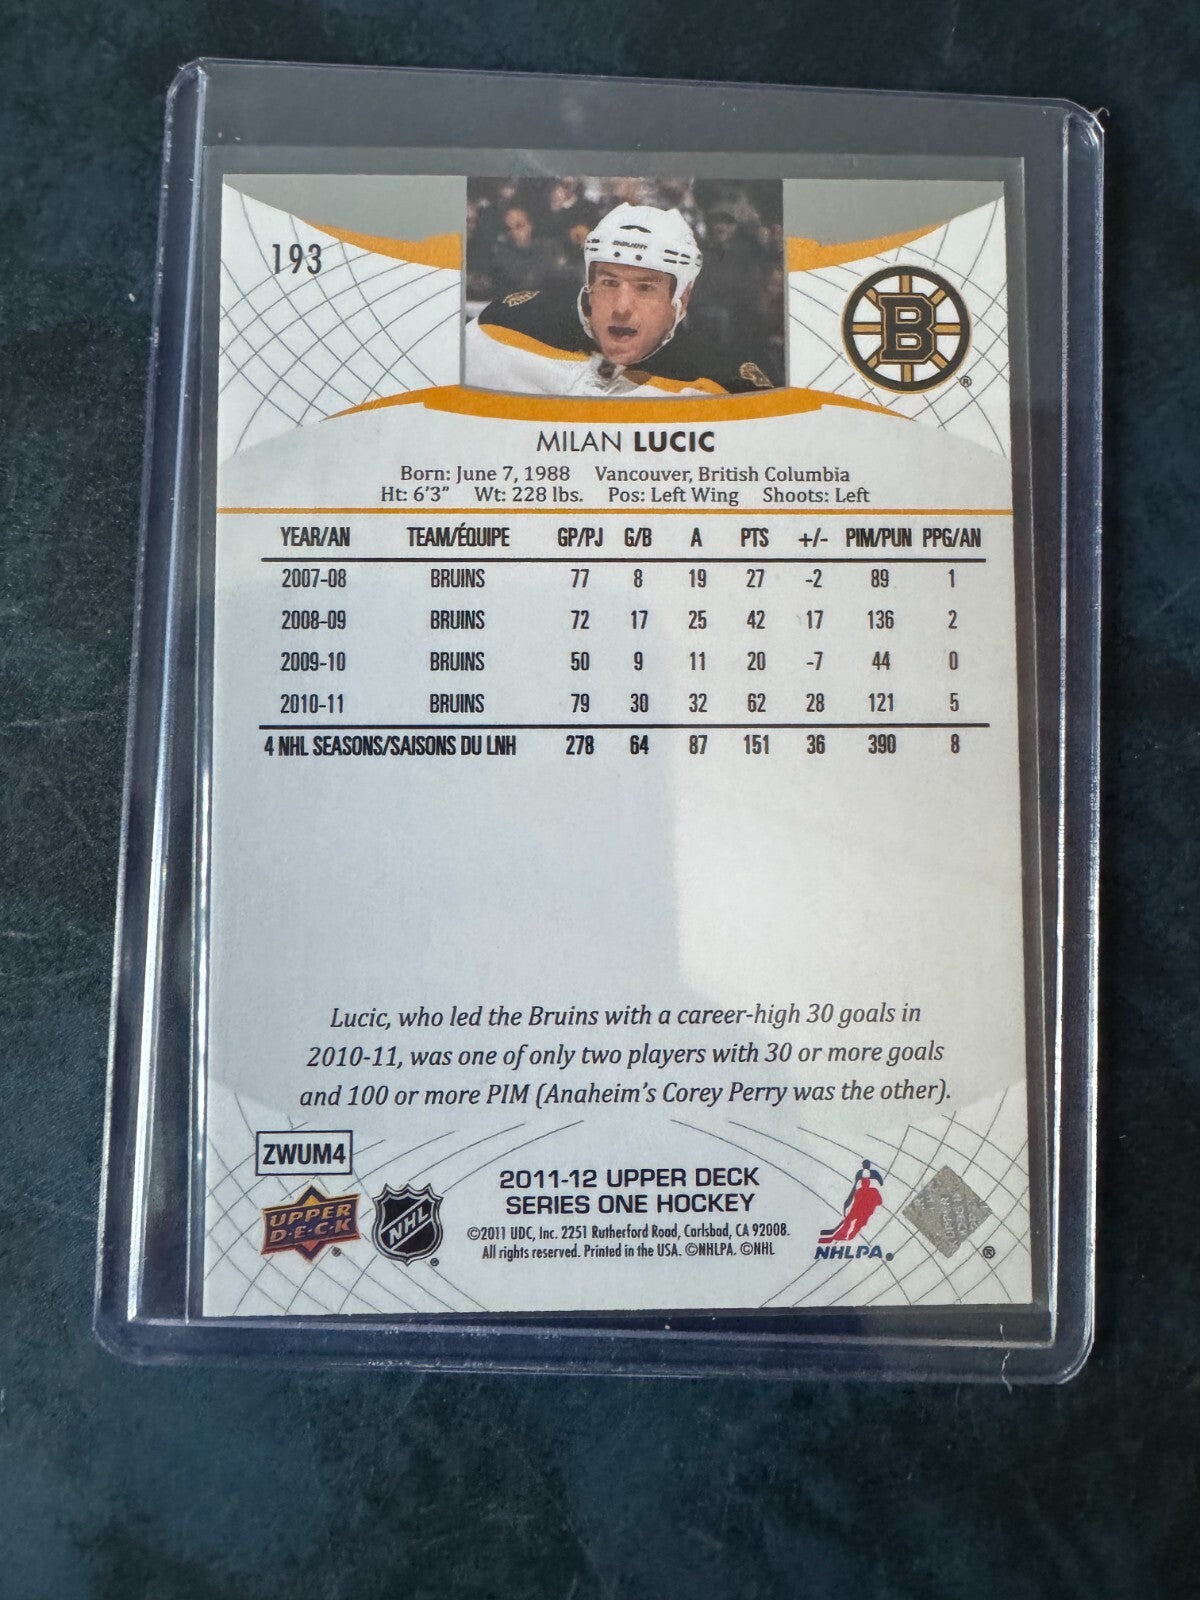 193
BAUER
B
®
MILAN LUCIC
Born: June 7, 1988 Vancouver, British Columbia
Ht: 6'3" Wt: 228 lbs. Pos: Left Wing Shoots: Left
YEAR/AN TEAM/ÉQUIPE GP/PJ G/B A PTS +/- PIM/PUN PPG/AN
2007-08 BRUINS 77 8 19 27 -2 89 1
2008-09 BRUINS 72 17 25 42 17 136 2
2009-10 BRUINS 50 9 11 20 -7 44 0
2010-11 BRUINS 79 30 32 62 28 121 5
4 NHL SEASONS/SAISONS DU LNH 278 64 87 151 36 390 8
Lucic, who led the Bruins with a career-high 30 goals in
2010-11, was one of only two players with 30 or more goals
and 100 or more PIM (Anaheim's Corey Perry was the other).
ZWUM4
UPPER
D·E·C·K
®
NHL
®
2011-12 UPPER DECK
SERIES ONE HOCKEY
©2011 UDC, Inc. 2251 Rutherford Road, Carlsbad, CA 92008.
All rights reserved. Printed in the USA. ©NHLPA. ©NHL
NHLPA®
UPPER
®